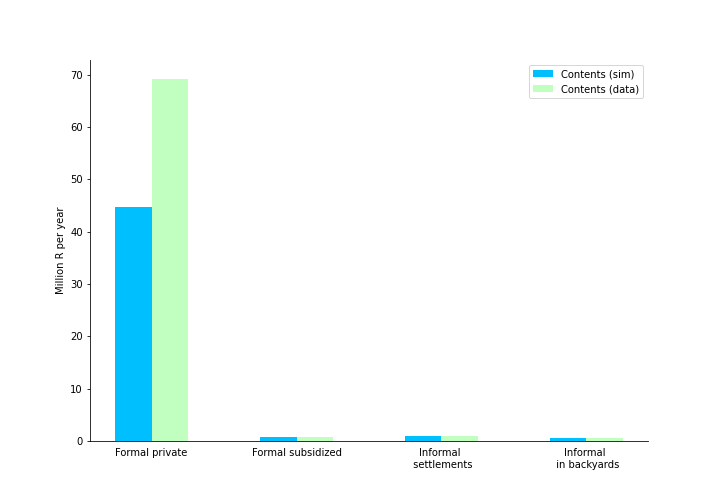 Contents (sim)
Contents (data)
Million R per year
70
60
50
40
30
20
10
0
Formal private
Formal subsidized
Informal
settlements
Informal
in backyards